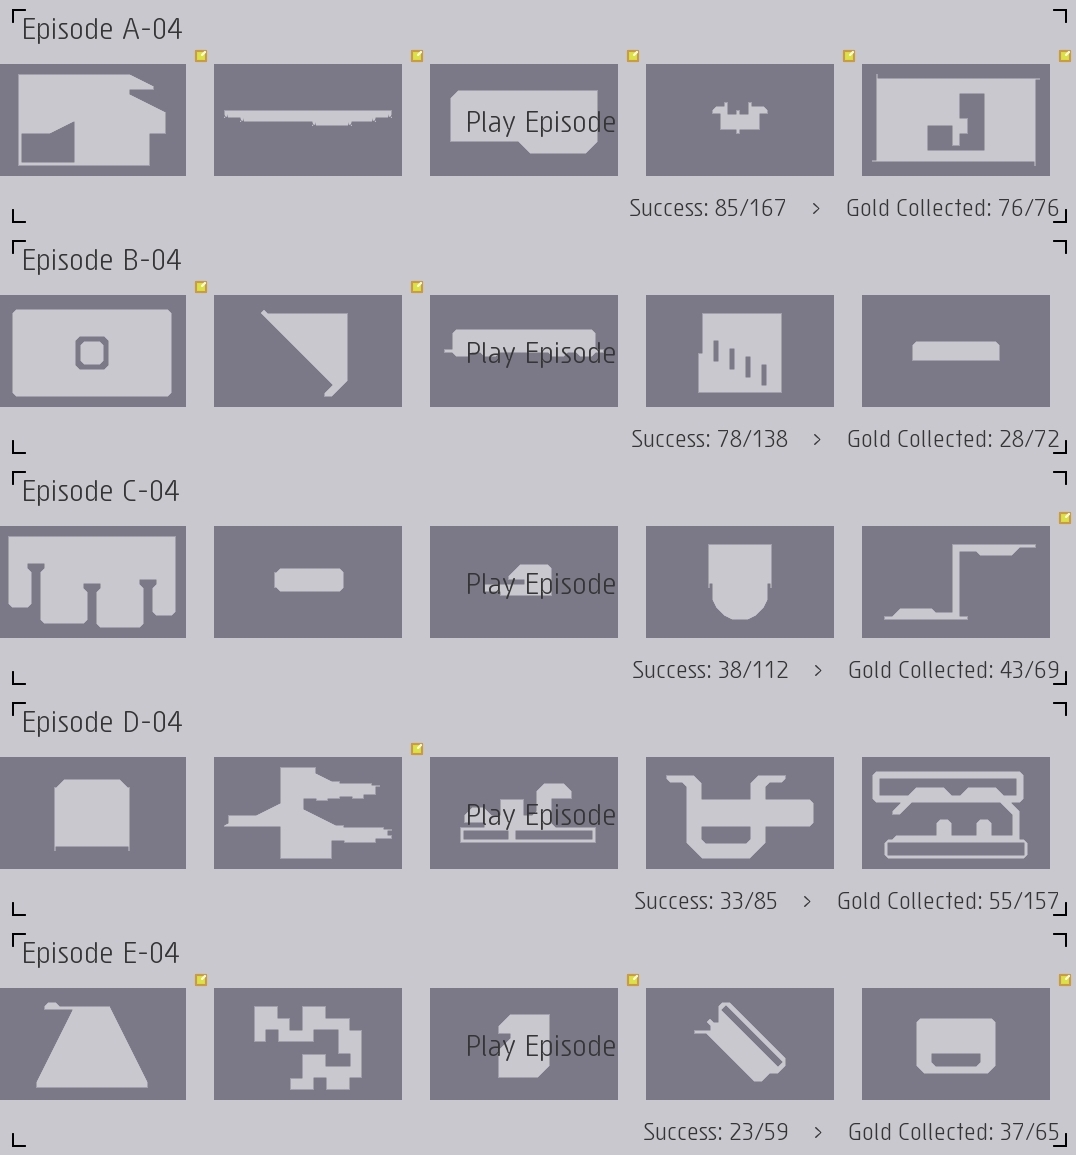 Episode A-04
Play Episode
Success: 85/167 > Gold Collected: 76/76
Episode B-04
Play Episode
Success: 78/138 > Gold Collected: 28/72
Episode C-04
Play Episode
Success: 38/112 > Gold Collected: 43/69
Episode D-04
Play Episode
Success: 33/85 > Gold Collected: 55/157
Episode E-04
Play Episode
Success: 23/59 > Gold Collected: 37/65